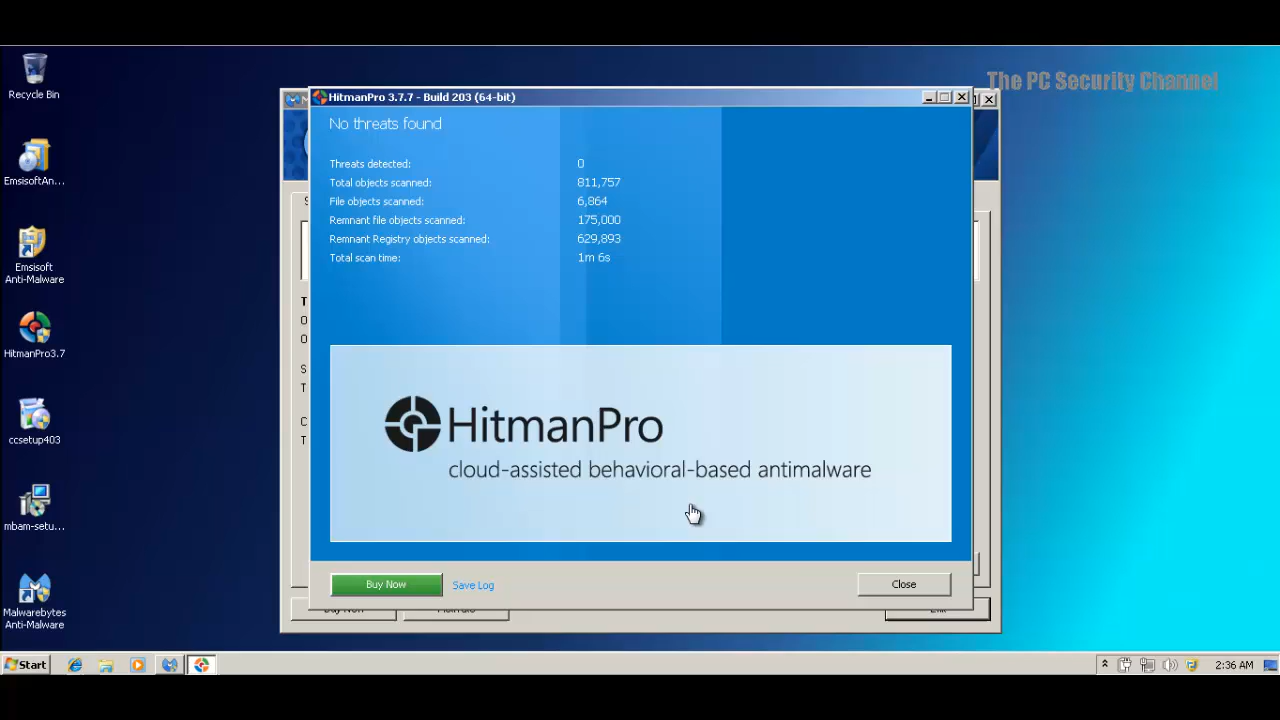 The PC Security Channel
Recycle Bin
EmsisoftAn...
Emsisoft
Anti-Malware
HitmanPro3.7
ccsetup403
mbam-setu...
Malwarebytes
Anti-Malware
HitmanPro 3.7.7 - Build 203 (64-bit)
No threats found
Threats detected: 0
Total objects scanned: 811,757
File objects scanned: 6,864
Remnant file objects scanned: 175,000
Remnant Registry objects scanned: 629,893
Total scan time: 1m 6s
HitmanPro
cloud-assisted behavioral-based antimalware
Buy Now Save Log Close
Start
2:36 AM